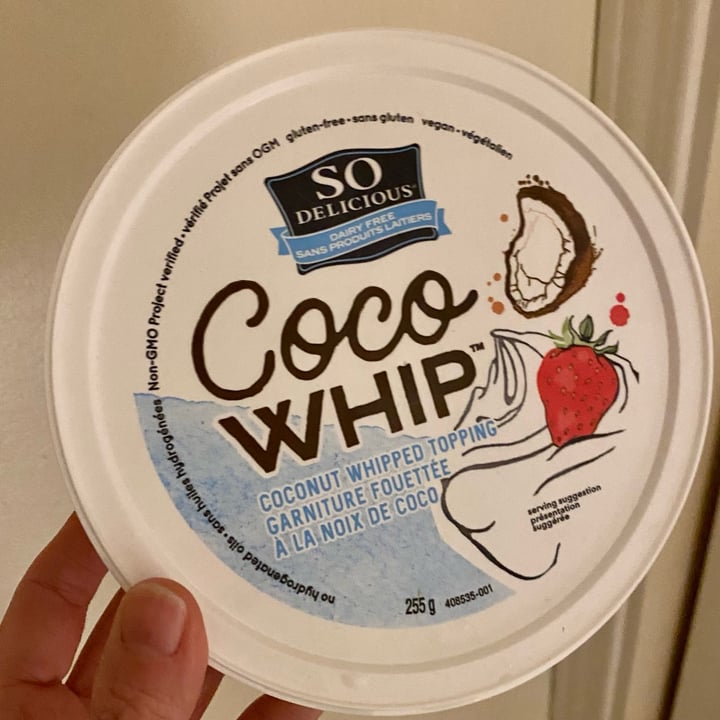 no hydrogenated oils • sans huiles hydrogénées Non-GMO Project verified • vérifié Projet sans OGM gluten-free • sans gluten vegan • végétalien
SO
DELICIOUS®
DAIRY FREE
SANS PRODUITS LAITIERS
Coco
WHIP™
COCONUT WHIPPED TOPPING
GARNITURE FOUETTÉE
À LA NOIX DE COCO
serving suggestion
présentation
suggérée
255 g 408535-001